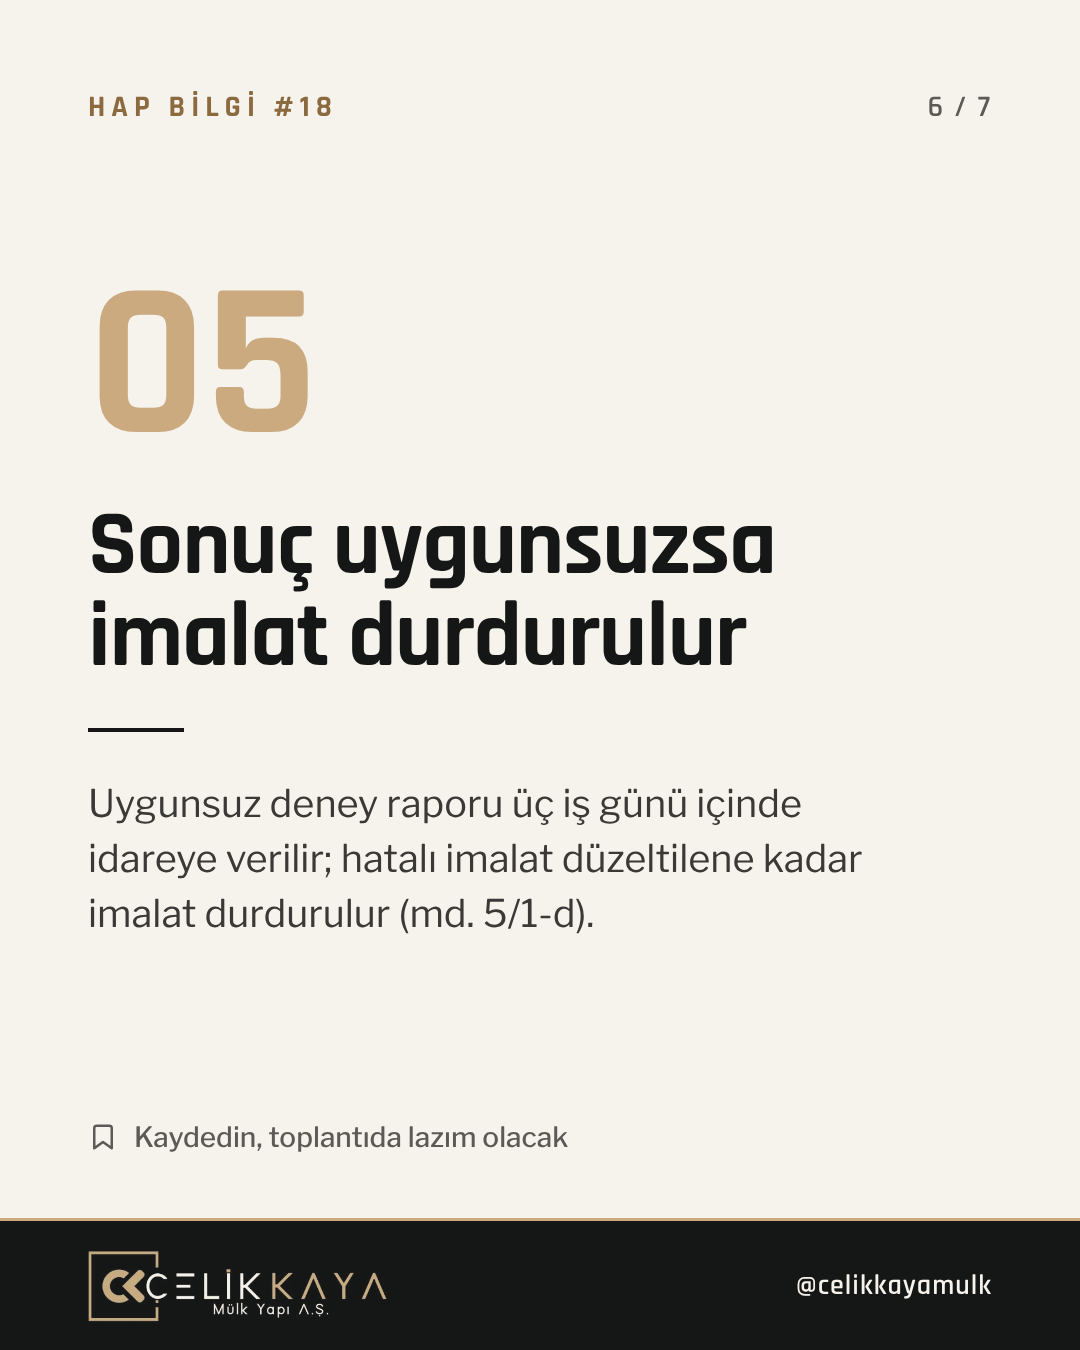 HAP BİLGİ #18
6 / 7
05
Sonuç uygunsuzsa
imalat durdurulur
Uygunsuz deney raporu üç iş günü içinde
idareye verilir; hatalı imalat düzeltilene kadar
imalat durdurulur (md. 5/1-d).
Kaydedin, toplantıda lazım olacak
CELİKKAYA
Mülk Yapı A.Ş.
@celikkayamulk